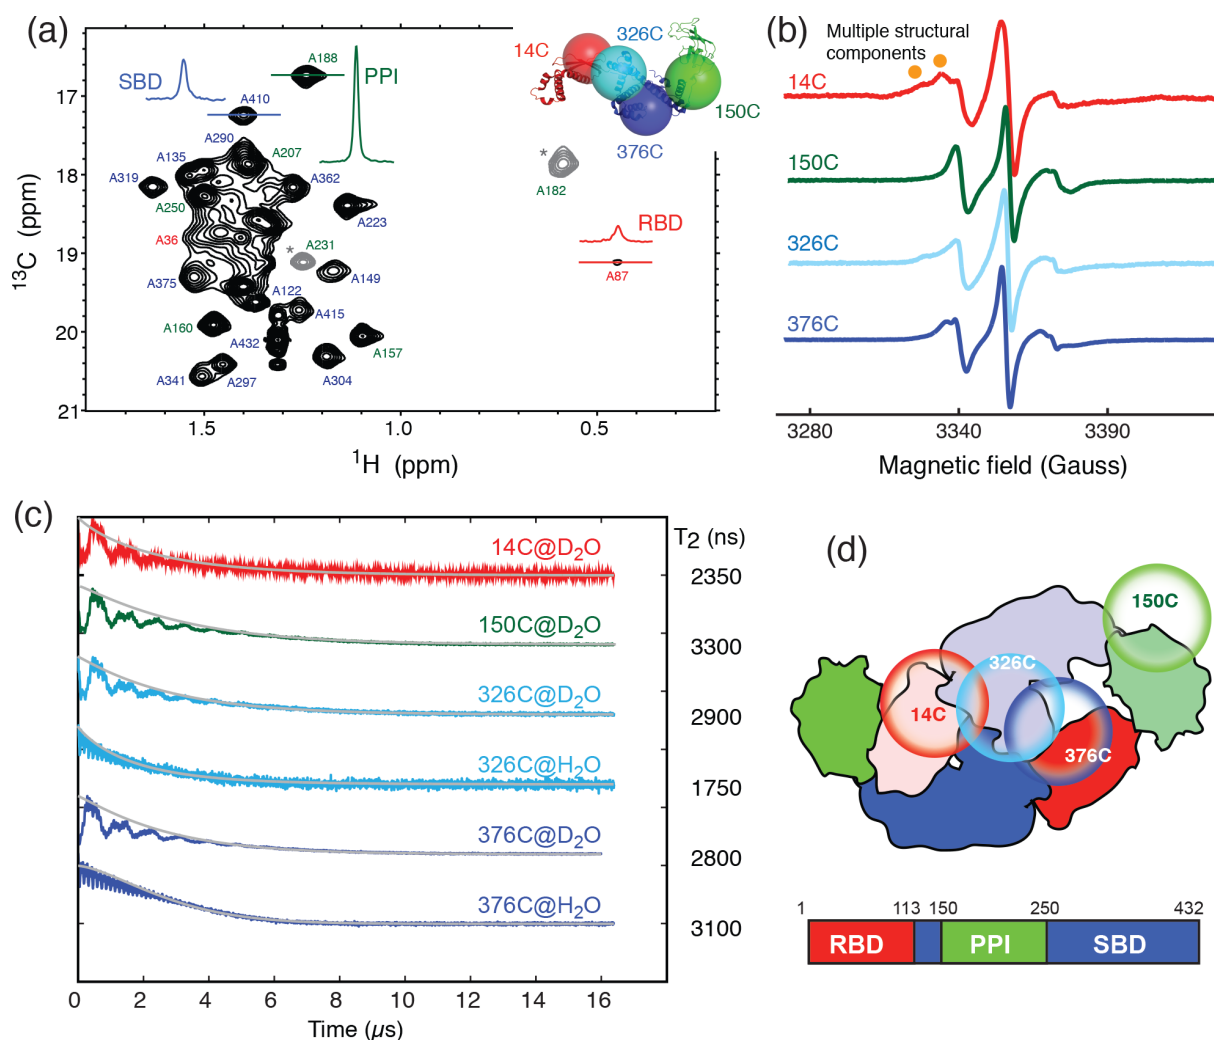 (a)
SBD
A188
PPI
A410
A290
A207
A135
A319
A362
A250
A223
A36
*
A231
A375
A149
A122
A415
A160
A432
A157
A341
A297
A304
*
A182
RBD
A87
14C
326C
150C
376C
17
18
19
20
21
13C (ppm)
1.5
1.0
0.5
1H (ppm)
(b)
Multiple structural
components
14C
150C
326C
376C
3280
3340
3390
Magnetic field (Gauss)
(c)
T2 (ns)
14C@D2O
2350
150C@D2O
3300
326C@D2O
2900
326C@H2O
1750
376C@D2O
2800
376C@H2O
3100
0
2
4
6
8
10
12
14
16
Time (µs)
(d)
150C
326C
14C
376C
1
113
150
250
432
RBD
PPI
SBD